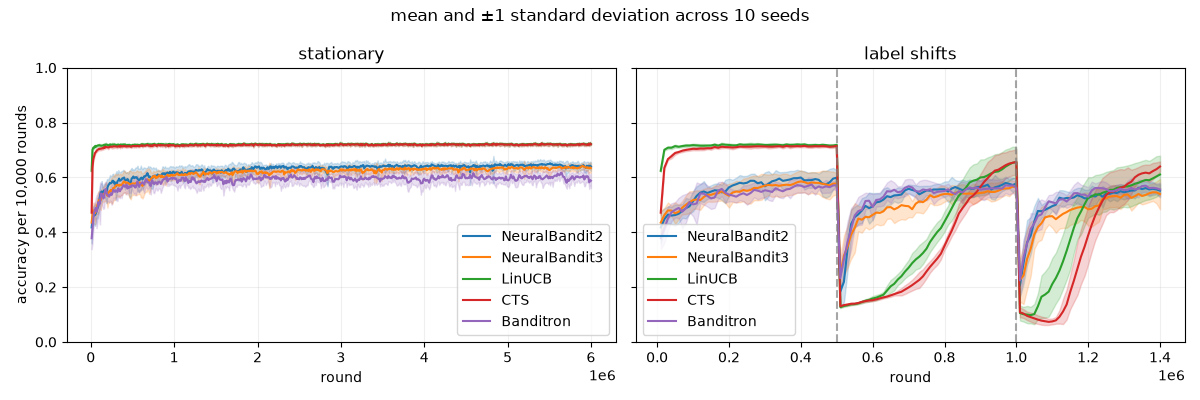 mean and ±1 standard deviation across 10 seeds
stationary
accuracy per 10.000 rounds
1.0
0.8
0.6
0.4
0.2
0.0
NeuralBandit2
NeuralBandit3
LinUCB
CTS
Banditron
0 1 2 3 4 5 6
1e6
round
label shifts
NeuralBandit2
NeuralBandit3
LinUCB
CTS
Banditron
0.0 0.2 0.4 0.6 0.8 1.0 1.2 1.4
1e6
round